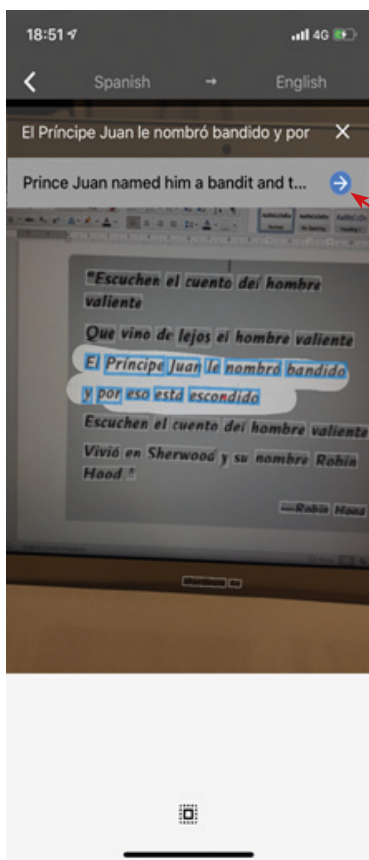 18:51
4G
Spanish → English
El Príncipe Juan le nombró bandido y por
Prince Juan named him a bandit and t...
"Escuchen el cuento del hombre
valiente
Que vino de lejos el hombre valiente
El Príncipe Juan le nombró bandido
y por eso está escondido
Escuchen el cuento del hombre valiente
Vivió en Sherwood y su nombre Robin
Hood."
—Robin Hood